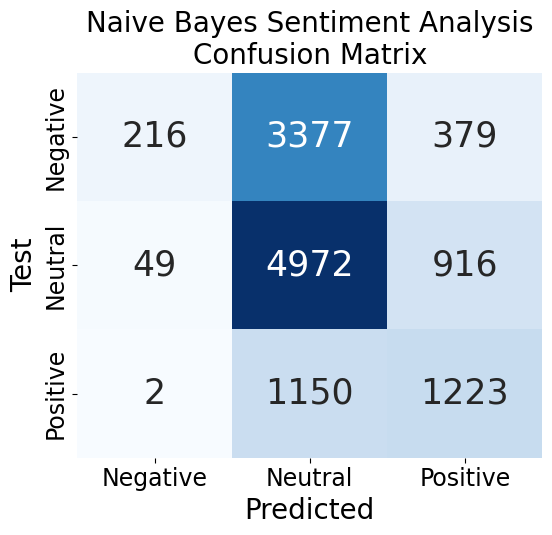 Naive Bayes Sentiment Analysis
Confusion Matrix
Negative 216 3377 379
Neutral 49 4972 916
Positive 2 1150 1223
Test
Negative Neutral Positive
Predicted